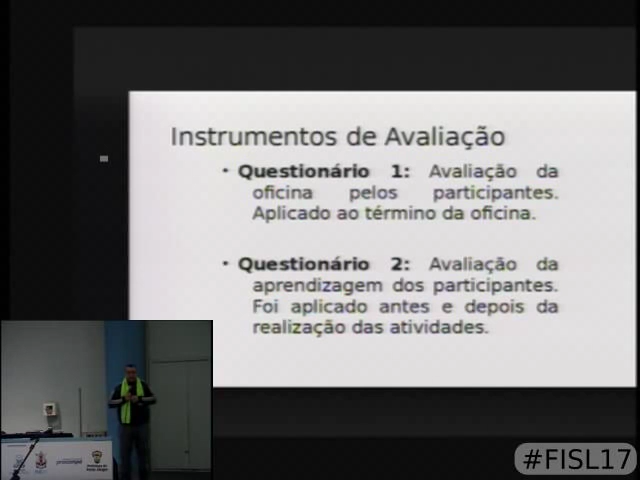 Instrumentos de Avaliação
• Questionário 1: Avaliação da
oficina pelos participantes.
Aplicado ao término da oficina.
• Questionário 2: Avaliação da
aprendizagem dos participantes.
Foi aplicado antes e depois da
realização das atividades.
#FISL17